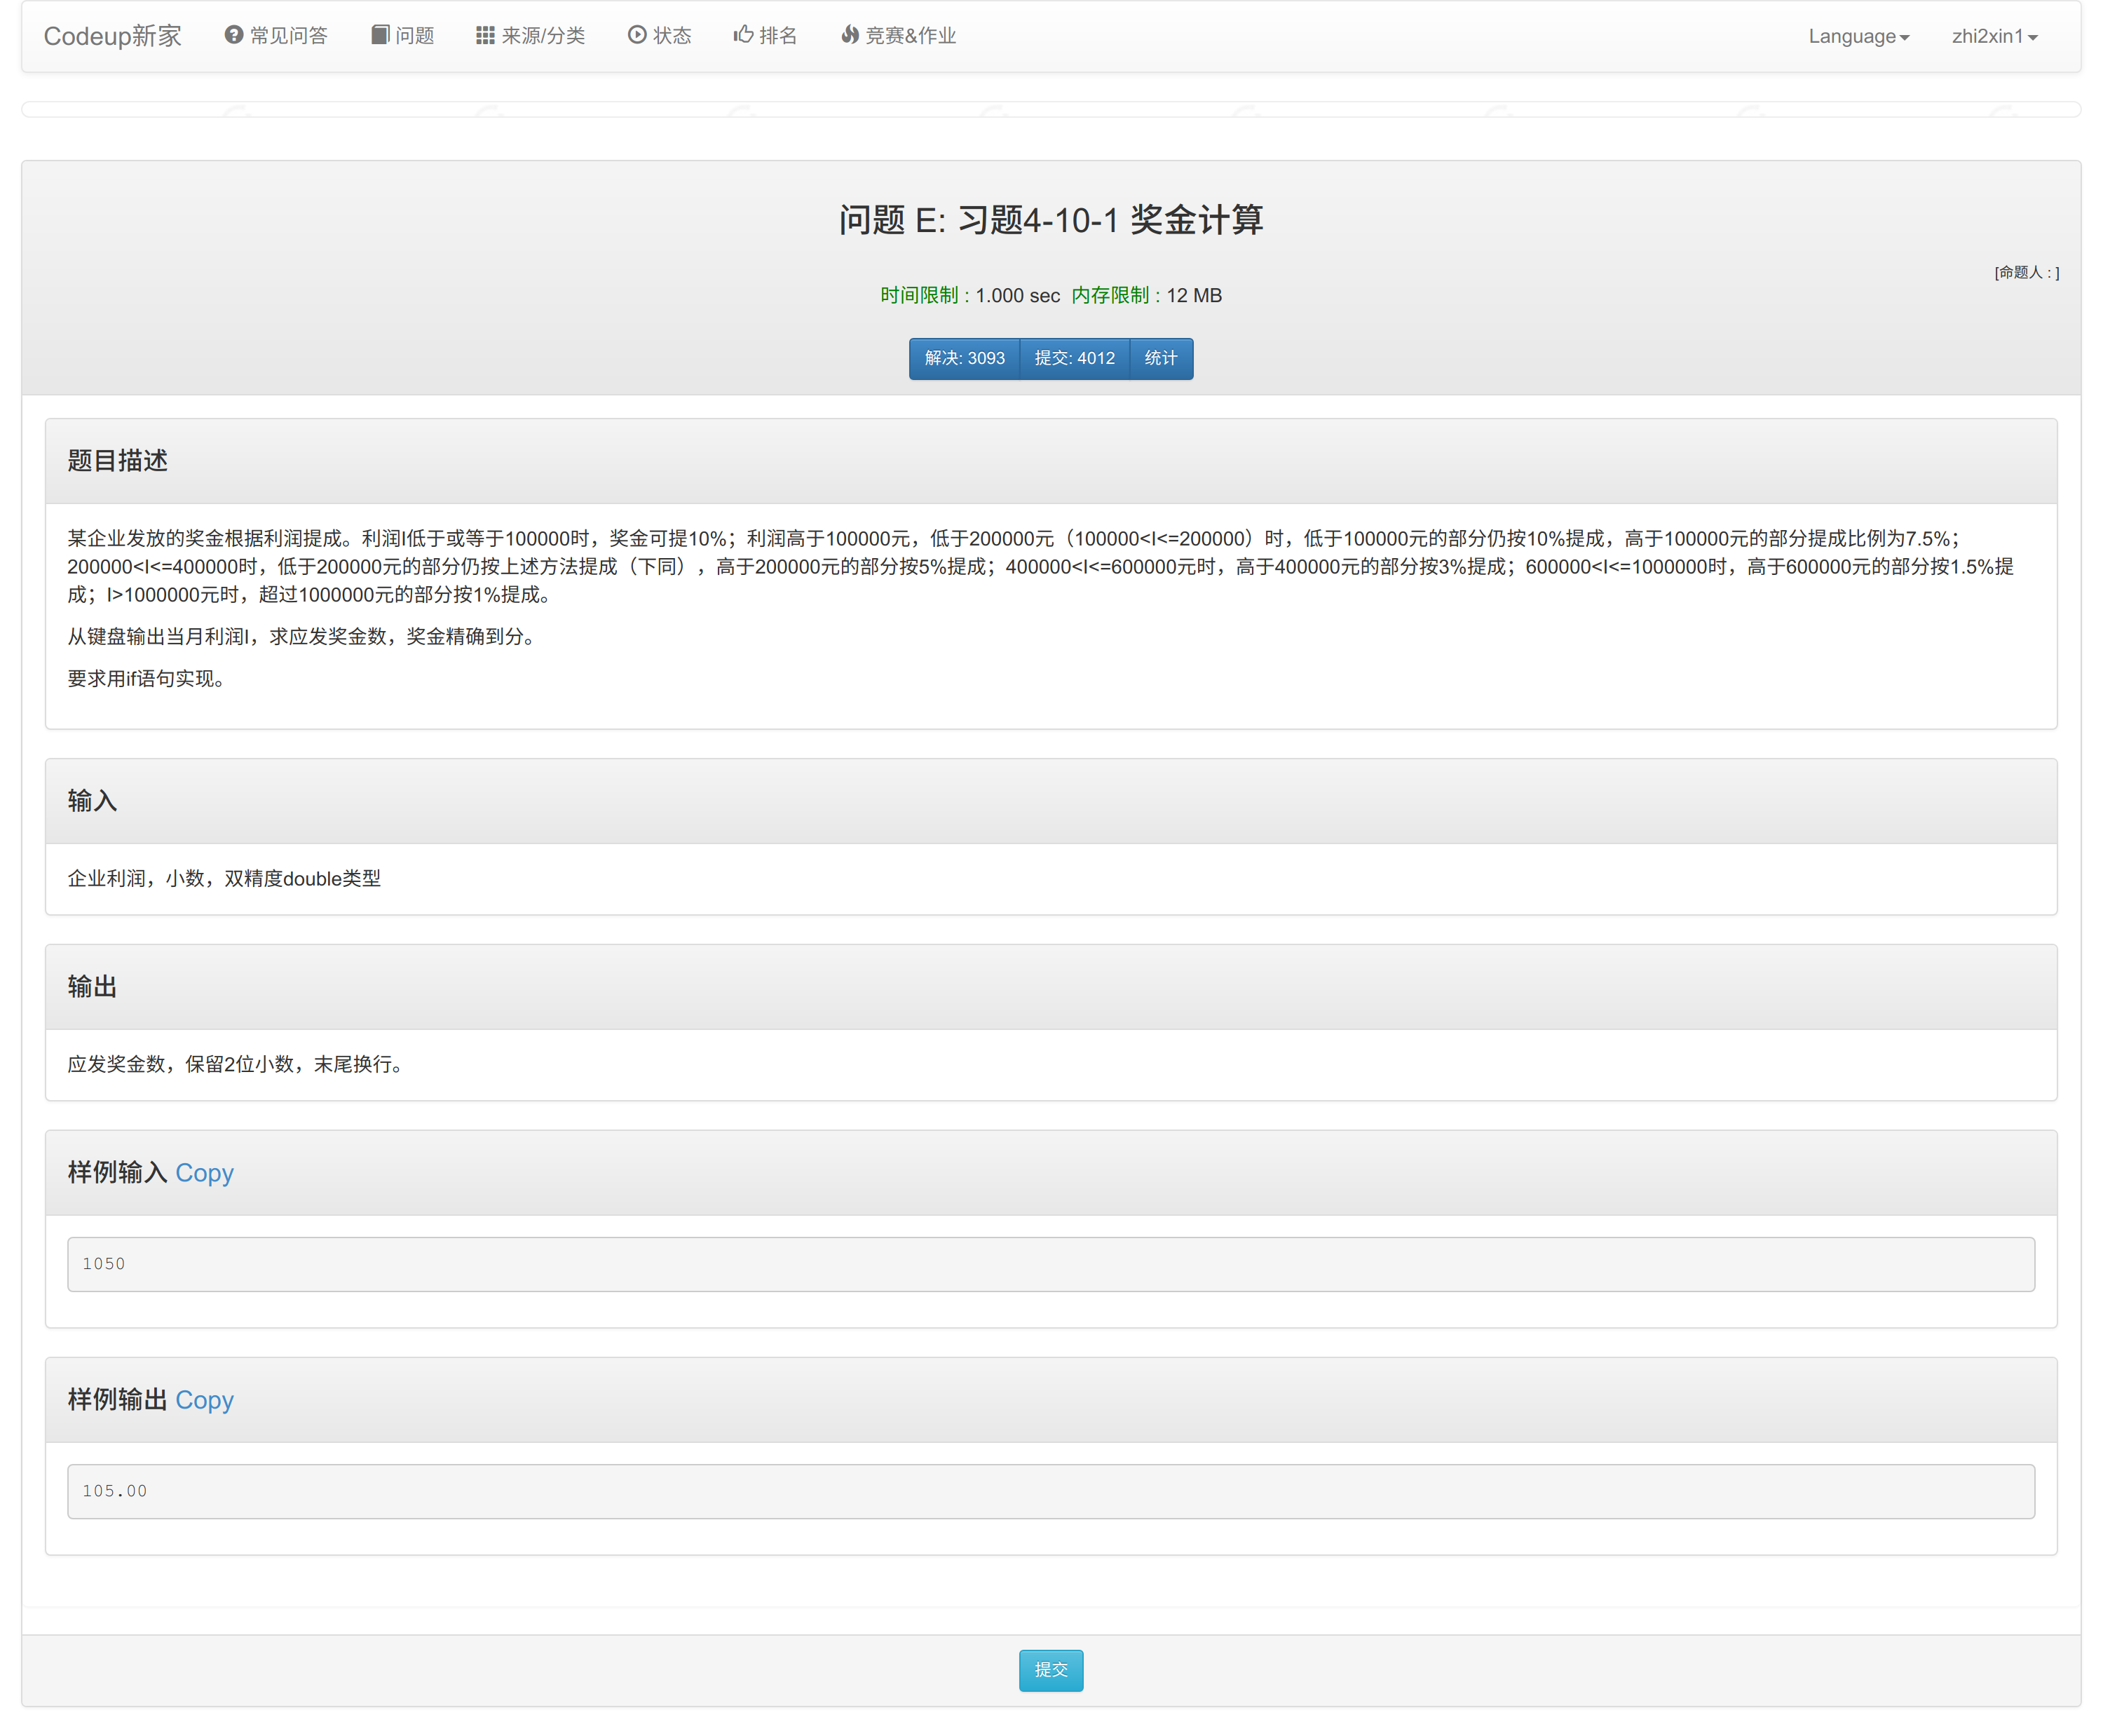 Codeup新家 常见问答 问题 来源/分类 状态 排名 竞赛&作业 Language zhi2xin1
问题 E: 习题4-10-1 奖金计算
[命题人 : ]
时间限制 : 1.000 sec 内存限制 : 12 MB
解决: 3093 提交: 4012 统计
题目描述
某企业发放的奖金根据利润提成。利润I低于或等于100000时，奖金可提10%；利润高于100000元，低于200000元（100000<I<=200000）时，低于100000元的部分仍按10%提成，高于100000元的部分提成比例为7.5%；
200000<I<=400000时，低于200000元的部分仍按上述方法提成（下同），高于200000元的部分按5%提成；400000<I<=600000元时，高于400000元的部分按3%提成；600000<I<=1000000时，高于600000元的部分按1.5%提
成；I>1000000元时，超过1000000元的部分按1%提成。
从键盘输出当月利润I，求应发奖金数，奖金精确到分。
要求用if语句实现。
输入
企业利润，小数，双精度double类型
输出
应发奖金数，保留2位小数，末尾换行。
样例输入 Copy
1050
样例输出 Copy
105.00
提交